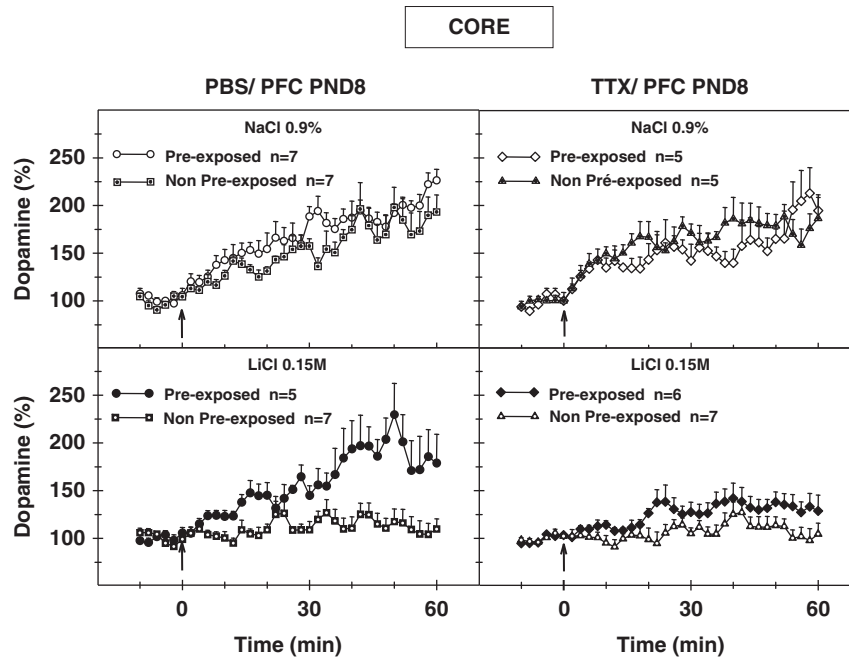 CORE
PBS/ PFC PND8
TTX/ PFC PND8
NaCl 0.9%
Pre-exposed n=7
Non Pre-exposed n=7
NaCl 0.9%
Pre-exposed n=5
Non Pré-exposed n=5
Dopamine (%)
250
200
150
100
LiCl 0.15M
Pre-exposed n=5
Non Pre-exposed n=7
LiCl 0.15M
Pre-exposed n=6
Non Pre-exposed n=7
Dopamine (%)
250
200
150
100
0 30 60
0 30 60
Time (min)
Time (min)